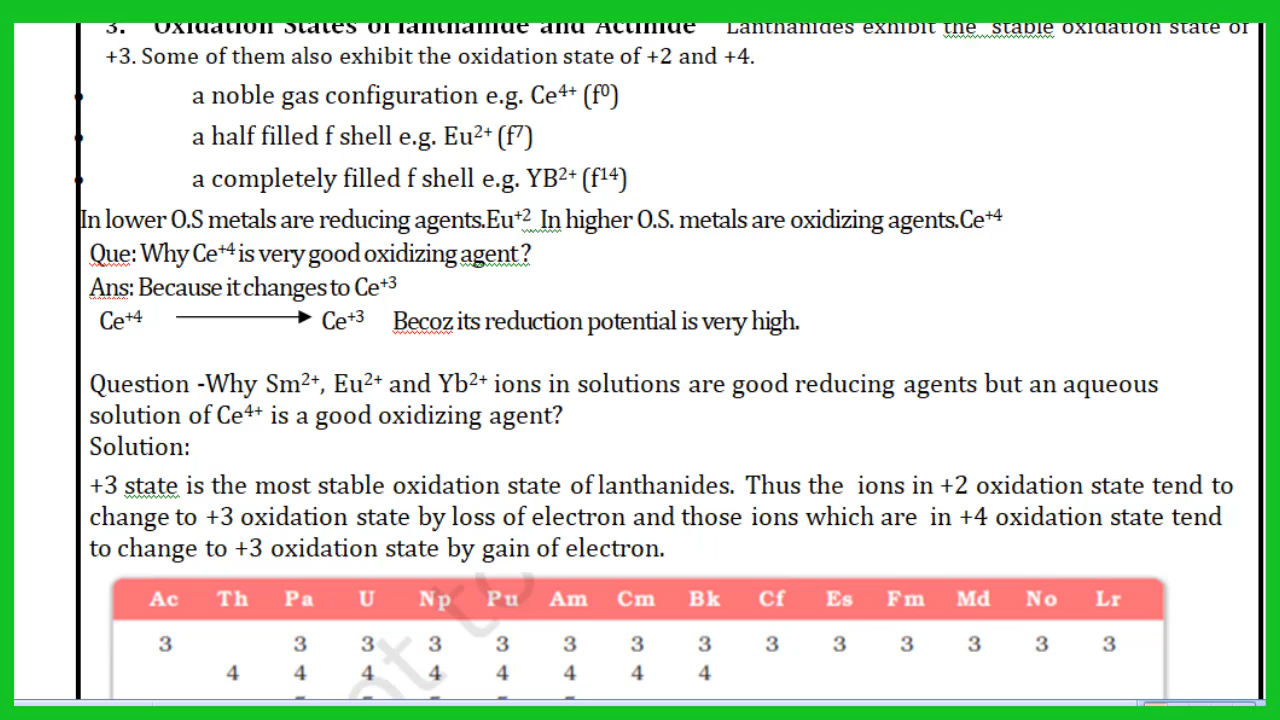 3. Oxidation States of lanthanide and Actinide Lanthanides exhibit the stable oxidation state of
+3. Some of them also exhibit the oxidation state of +2 and +4.
• a noble gas configuration e.g. Ce⁴⁺ (f⁰)
• a half filled f shell e.g. Eu²⁺ (f⁷)
• a completely filled f shell e.g. YB²⁺ (f¹⁴)
In lower O.S metals are reducing agents.Eu⁺² In higher O.S. metals are oxidizing agents.Ce⁺⁴
Que: Why Ce⁺⁴ is very good oxidizing agent?
Ans: Because it changes to Ce⁺³
Ce⁺⁴ → Ce⁺³ Becoz its reduction potential is very high.
Question -Why Sm²⁺, Eu²⁺ and Yb²⁺ ions in solutions are good reducing agents but an aqueous
solution of Ce⁴⁺ is a good oxidizing agent?
Solution:
+3 state is the most stable oxidation state of lanthanides. Thus the ions in +2 oxidation state tend to
change to +3 oxidation state by loss of electron and those ions which are in +4 oxidation state tend
to change to +3 oxidation state by gain of electron.
Ac Th Pa U Np Pu Am Cm Bk Cf Es Fm Md No Lr
3 3 3 3 3 3 3 3 3 3 3 3 3 3
4 4 4 4 4 4 4 4